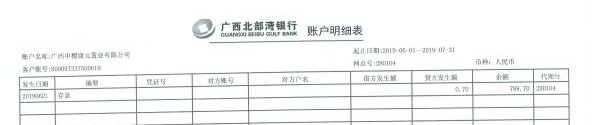 广西北部湾银行 账户明细表
GUANGXI BEIBU GULF BANK
账户名称:广西中稷康元置业有限公司 起止日期:2019-06-01--2019-07-31
客户账号:800097337500019 网点号:280104 币种:人民币
发生日期 摘要 凭证号 对方账号 对方户名 借方发生额 贷方发生额 余额 代理行
20190621 存息 0.70 788.70 280104